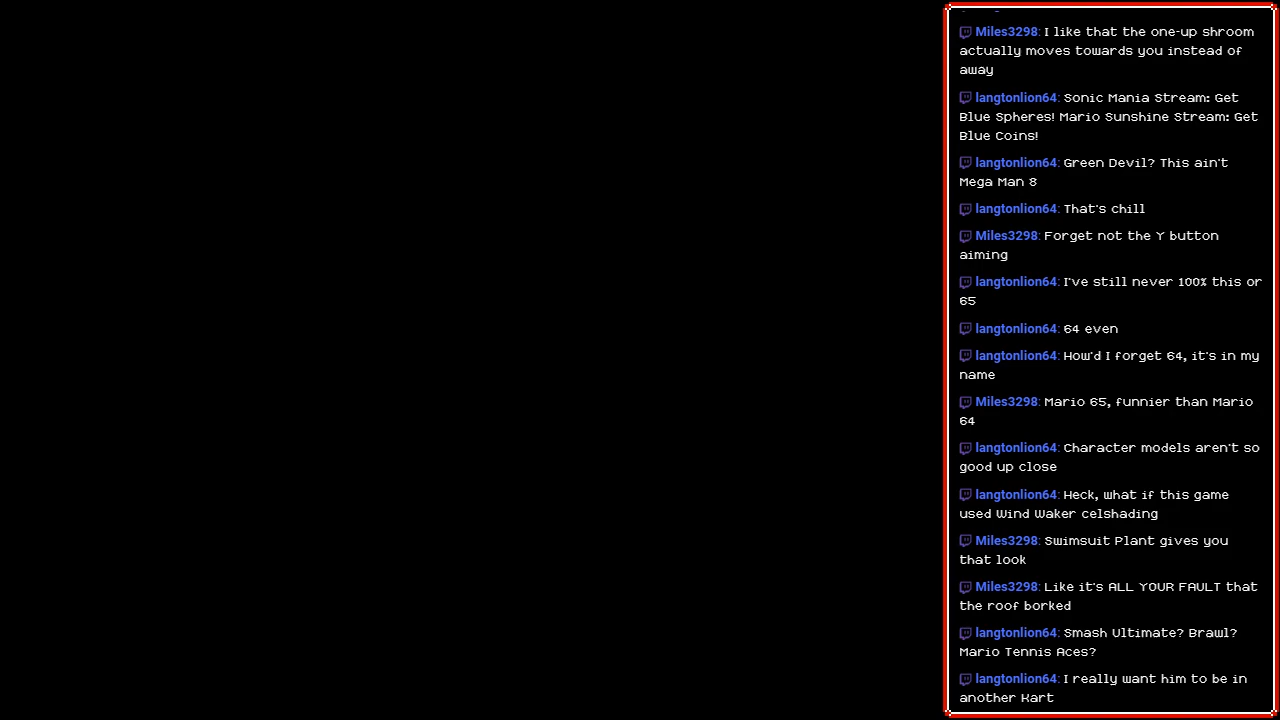 Miles3298: I like that the one-up shroom
actually moves towards you instead of
away
langtonlion64: Sonic Mania Stream: Get
Blue Spheres! Mario Sunshine Stream: Get
Blue Coins!
langtonlion64: Green Devil? This ain't
Mega Man 8
langtonlion64: That's chill
Miles3298: Forget not the Y button
aiming
langtonlion64: I've still never 100% this or
65
langtonlion64: 64 even
langtonlion64: How'd I forget 64, it's in my
name
Miles3298: Mario 65, funnier than Mario
64
langtonlion64: Character models aren't so
good up close
langtonlion64: Heck, what if this game
used Wind Waker celshading
Miles3298: Swimsuit Plant gives you
that look
Miles3298: Like it's ALL YOUR FAULT that
the roof borked
langtonlion64: Smash Ultimate? Brawl?
Mario Tennis Aces?
langtonlion64: I really want him to be in
another Kart